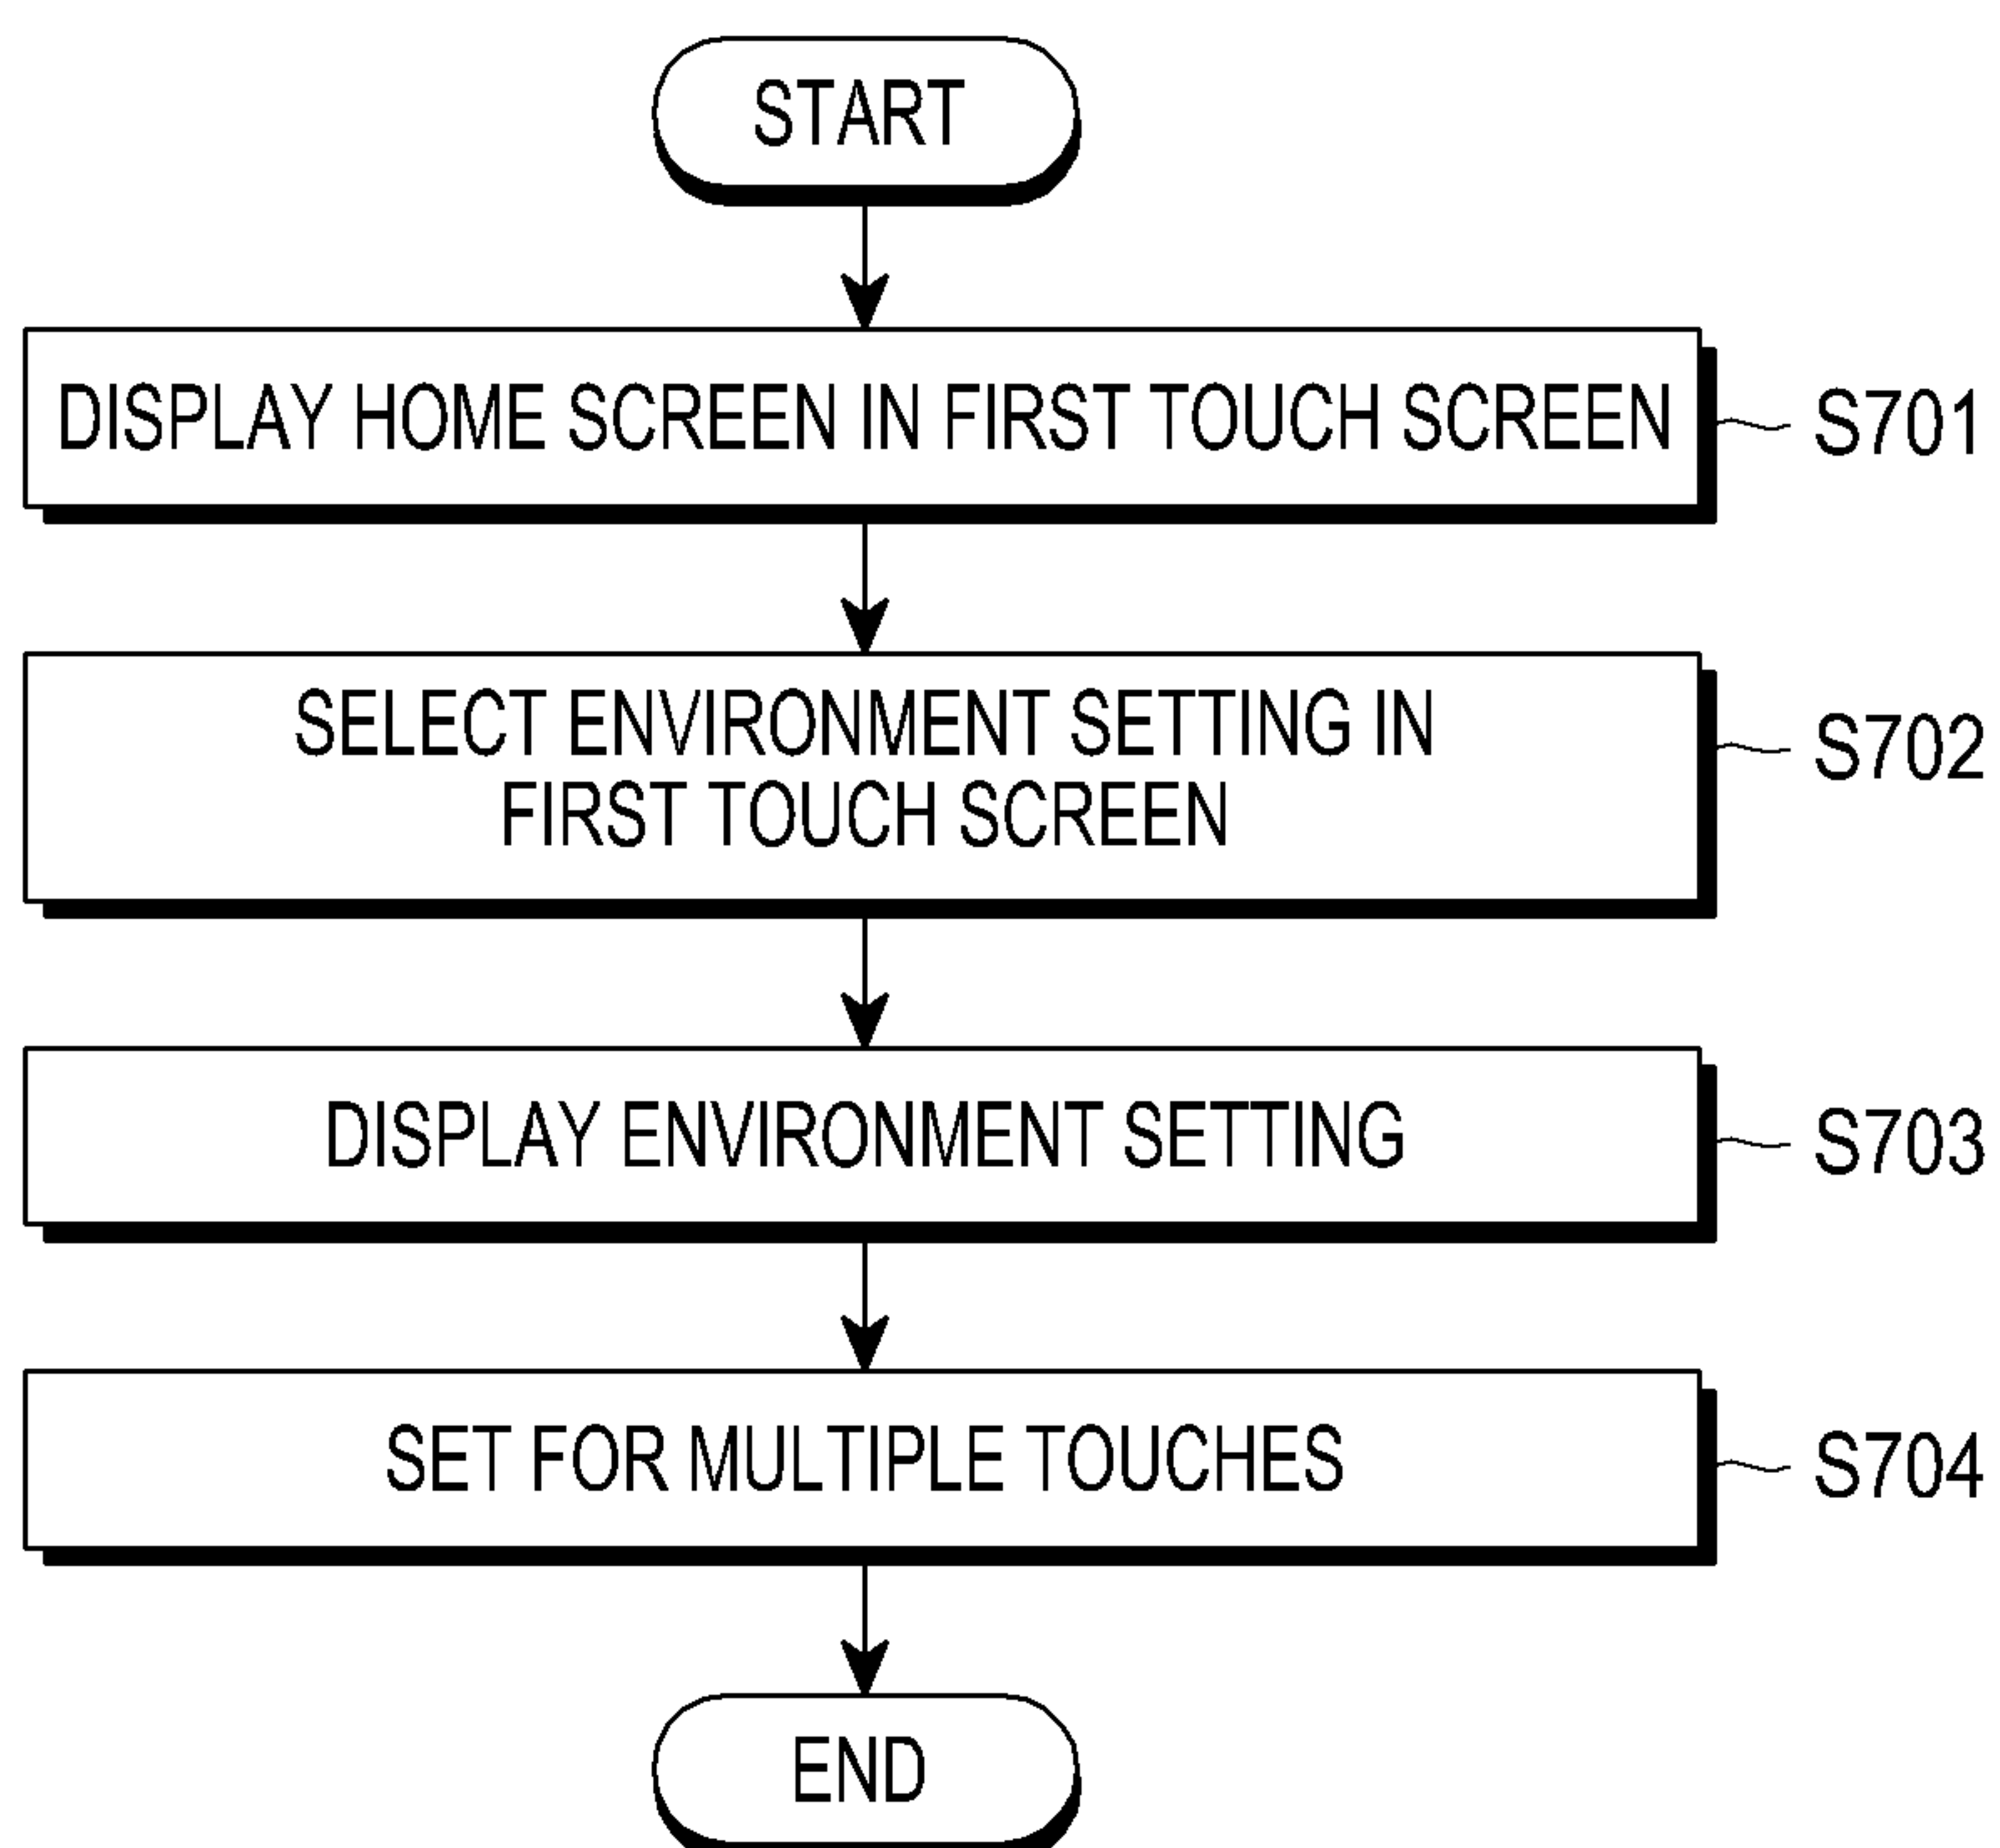 START
DISPLAY HOME SCREEN IN FIRST TOUCH SCREEN
S701
SELECT ENVIRONMENT SETTING IN
FIRST TOUCH SCREEN
S702
DISPLAY ENVIRONMENT SETTING
S703
SET FOR MULTIPLE TOUCHES
S704
END